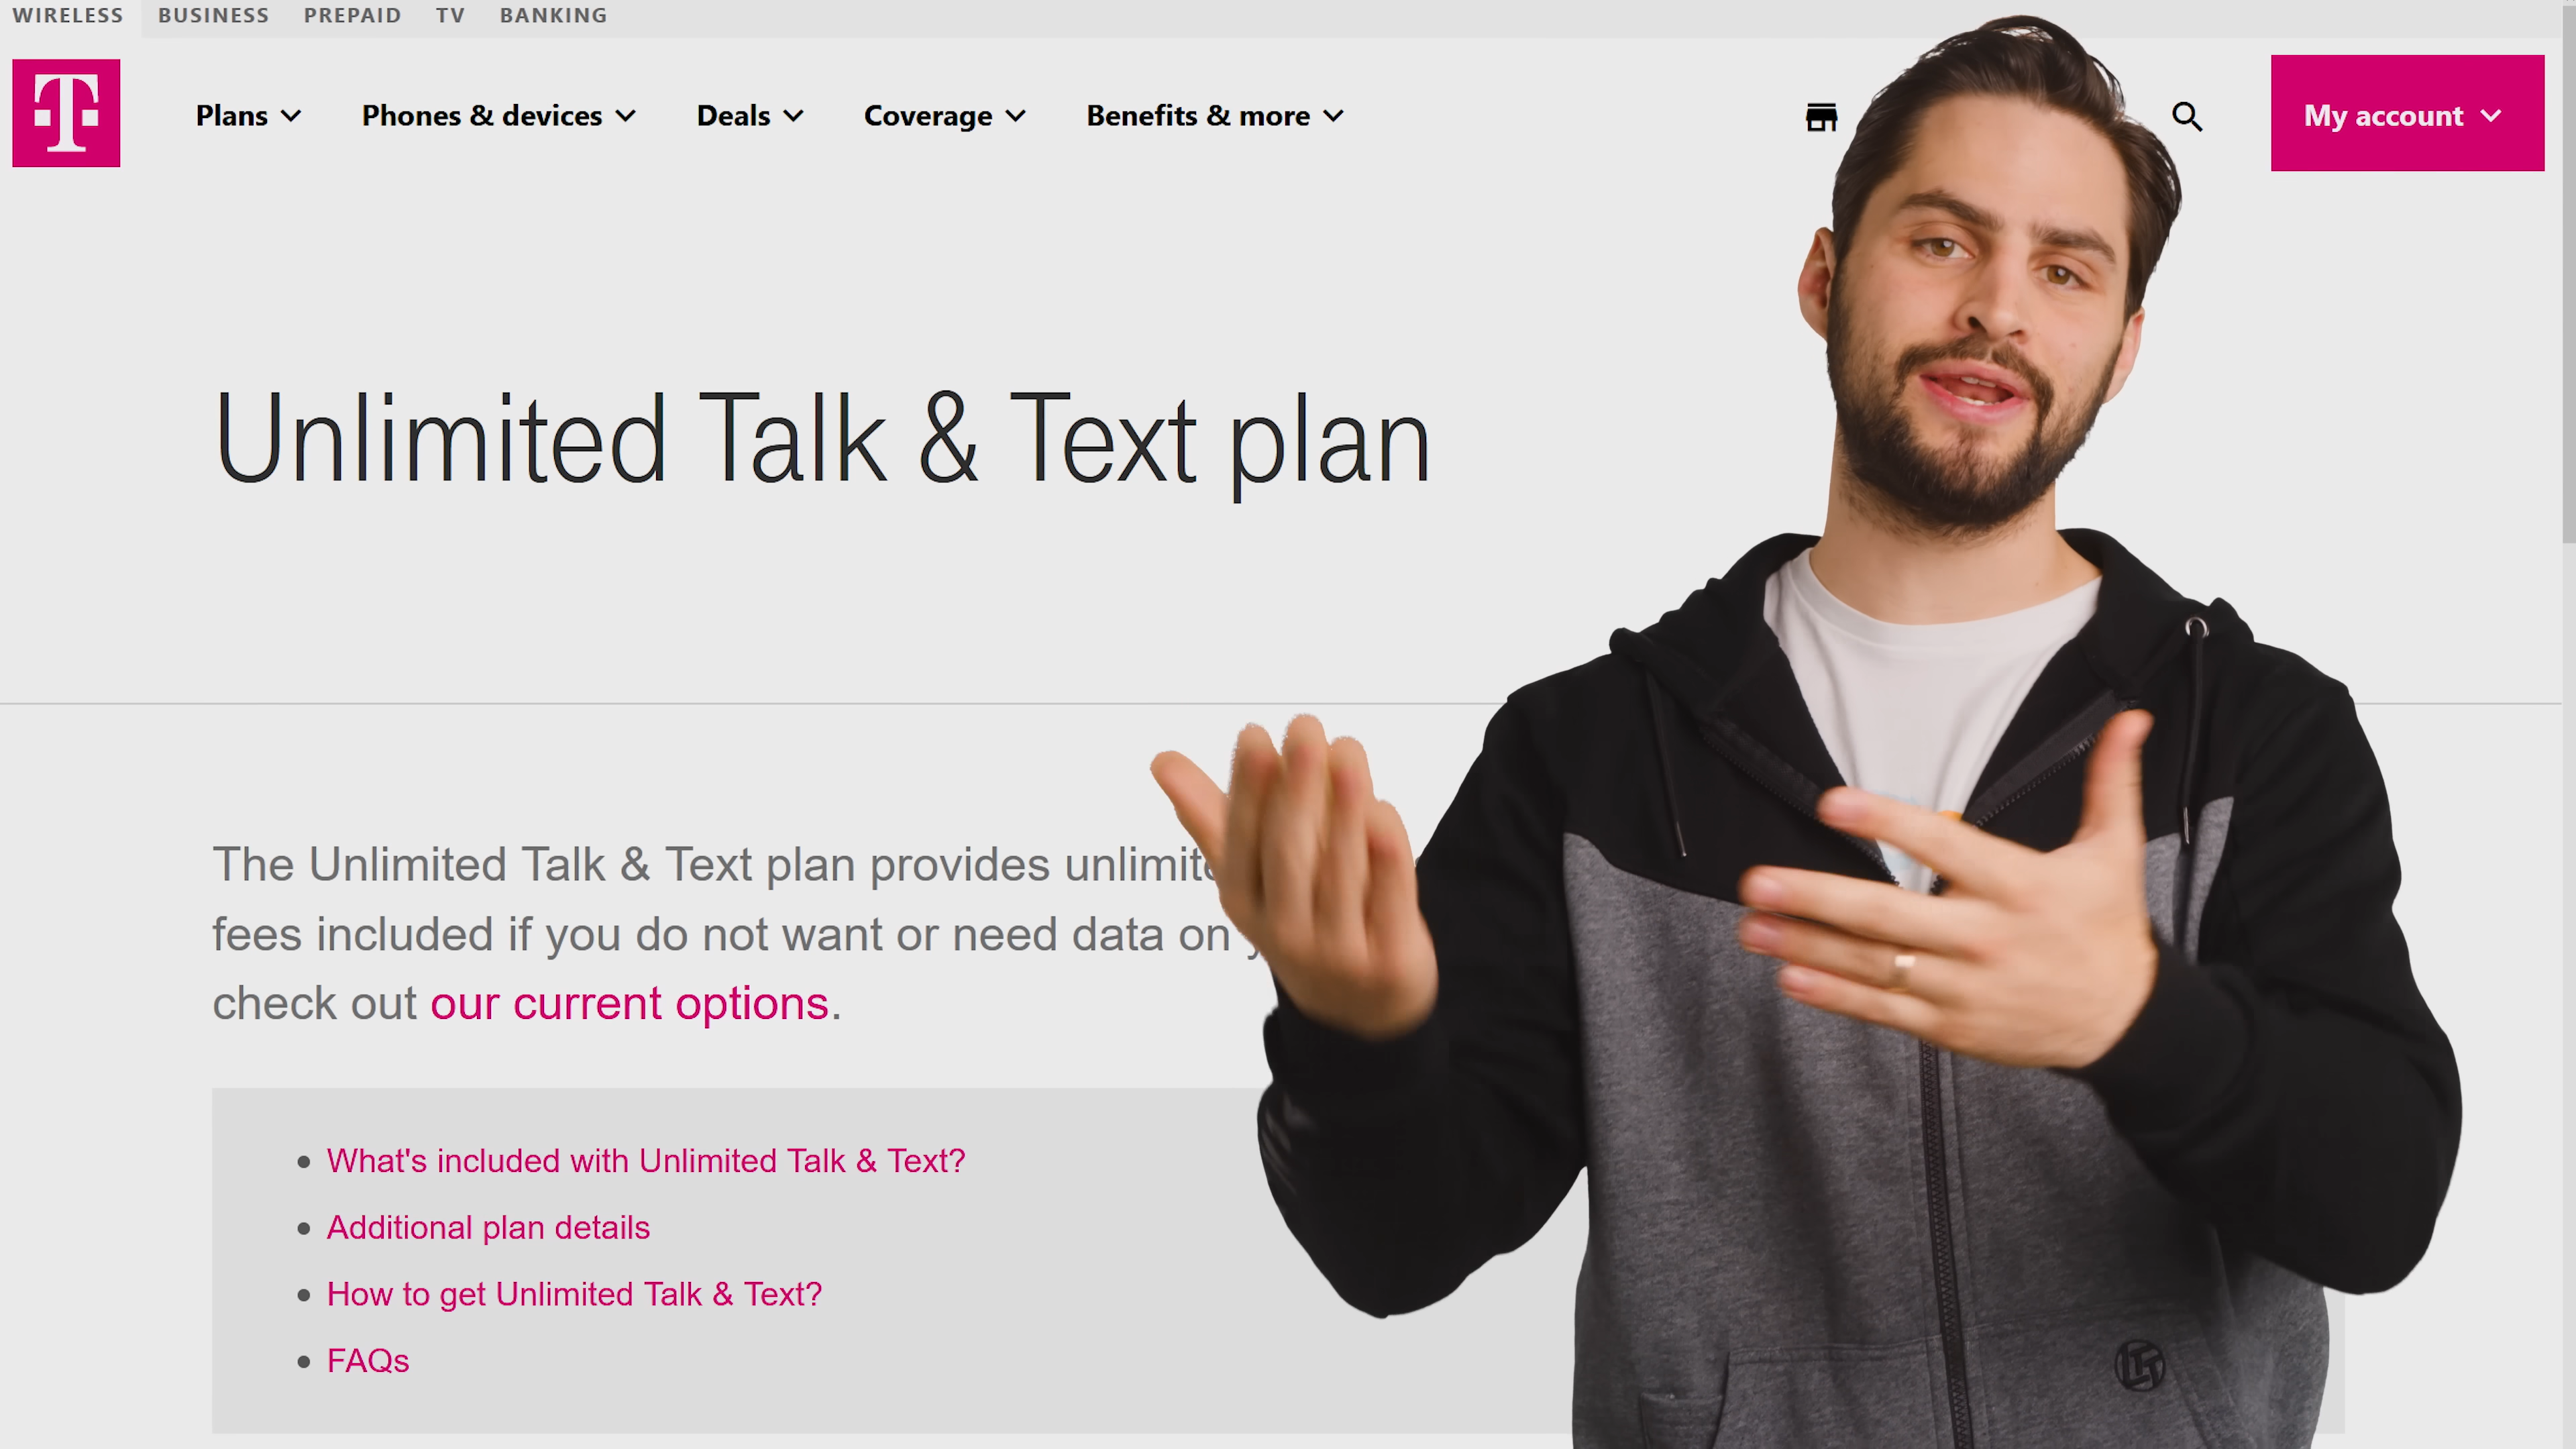 WIRELESS BUSINESS PREPAID TV BANKING
T
Plans Phones & devices Deals Coverage Benefits & more My account
Unlimited Talk & Text plan
The Unlimited Talk & Text plan provides
fees included if you do not want or need data on
check out our current options.
What's included with Unlimited Talk & Text?
Additional plan details
How to get Unlimited Talk & Text?
FAQs
LTT